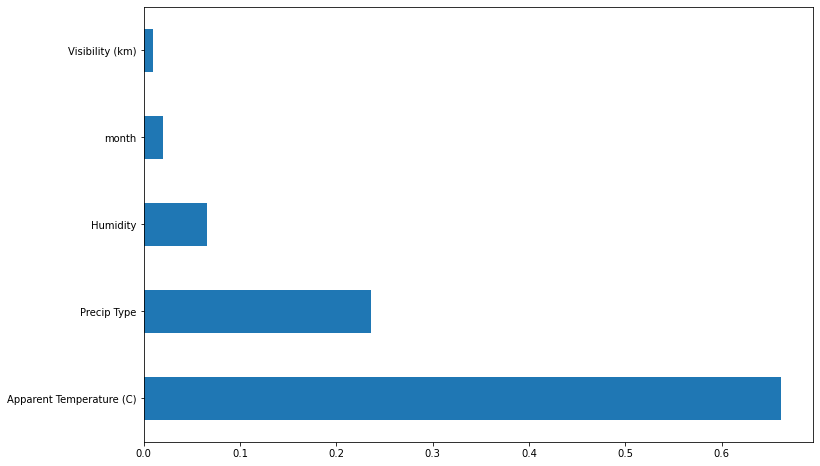 Visibility (km)
month
Humidity
Precip Type
Apparent Temperature (C)
0.0 0.1 0.2 0.3 0.4 0.5 0.6